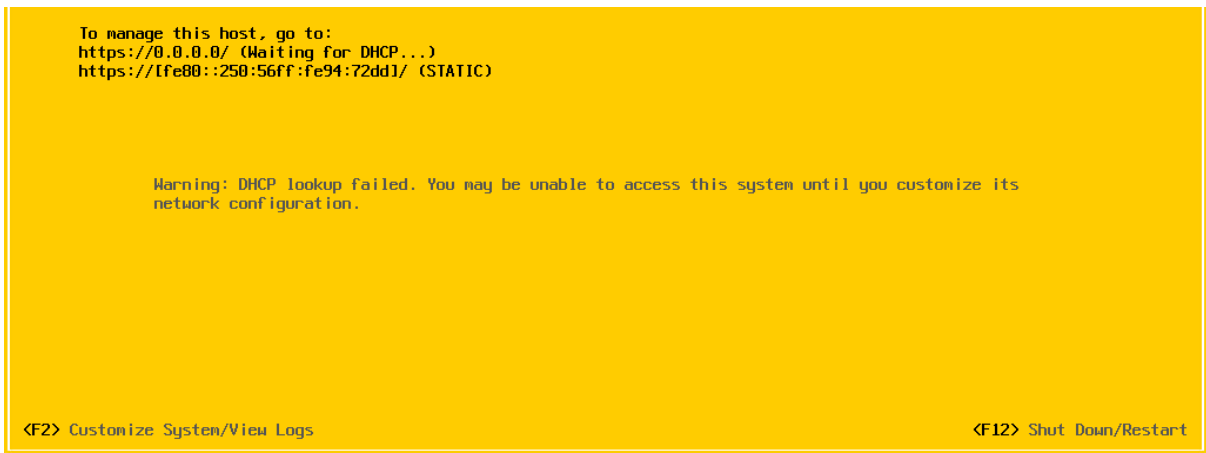 To manage this host, go to:
https://0.0.0.0/ (Waiting for DHCP...)
https://[fe80::250:56ff:fe94:72dd]/ (STATIC)
Warning: DHCP lookup failed. You may be unable to access this system until you customize its
network configuration.
<F2> Customize System/View Logs
<F12> Shut Down/Restart